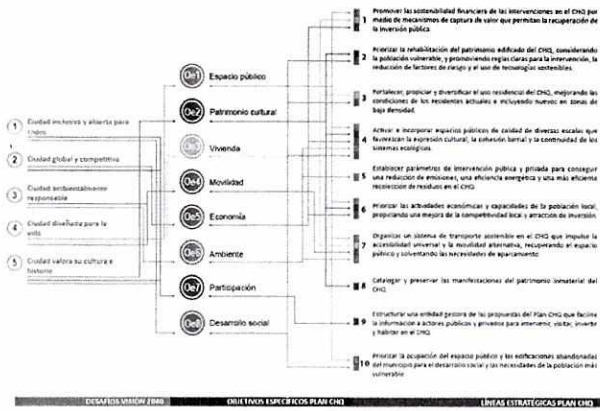 1 Ciudad inclusiva y abierta para
todos
2 Ciudad global y competitiva
3 Ciudad ambientalmente
responsable
4 Ciudad diseñada para la
vida
5 Ciudad valora su cultura e
historia
Oe1 Espacio público
Oe2 Patrimonio cultural
Oe3 Vivienda
Oe4 Movilidad
Oe5 Economía
Oe6 Ambiente
Oe7 Participación
Oe8 Desarrollo social
Promover la sostenibilidad financiera de las intervenciones en el CHQ por
1 medio de mecanismos de captura de valor que permitan la recuperación de
la inversión pública.
Priorizar la rehabilitación del patrimonio edificado del CHQ, considerando
2 la población vulnerable, y promoviendo reglas claras para la intervención, la
reducción de factores de riesgo y el uso de tecnologías sostenibles.
Fortalecer, propiciar y diversificar el uso residencial del CHQ, mejorando las
3 condiciones de los residentes actuales e incluyendo nuevos en zonas de
baja densidad.
Activar e incorporar espacios públicos de calidad de diversas escalas que
4 favorezcan la expresión cultural, la cohesión barrial y la continuidad de los
sistemas ecológicos.
Establecer parámetros de intervención pública y privada para conseguir
5 una reducción de emisiones, una eficiencia energética y una más eficiente
recolección de residuos en el CHQ.
Priorizar las actividades económicas y capacidades de la población local,
6 propiciando una mejora de la competitividad local y atracción de inversión.
Organizar un sistema de transporte sostenible en el CHQ que impulse la
7 accesibilidad universal y la movilidad alternativa, recuperando el espacio
público y solventando las necesidades de aparcamiento.
8 Catalogar y preservar las manifestaciones del patrimonio inmaterial del
CHQ.
Estructurar una entidad gestora de las propuestas del Plan CHQ que facilite
9 la información a actores públicos y privados para intervenir, visitar, invertir
y habitar en el CHQ.
Priorizar la ocupación del espacio público y las edificaciones abandonadas
10 del municipio para el desarrollo social y las necesidades de la población más
vulnerable.
DESAFÍOS VISIÓN 2040
OBJETIVOS ESPECÍFICOS PLAN CHQ
LÍNEAS ESTRATÉGICAS PLAN CHQ